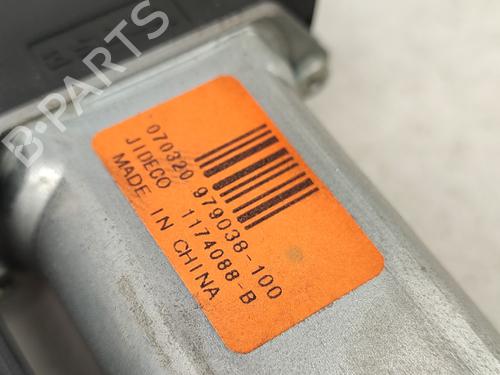 070320 979038-100
JIDECO 1174088-B
MADE IN CHINA
B-PARTS